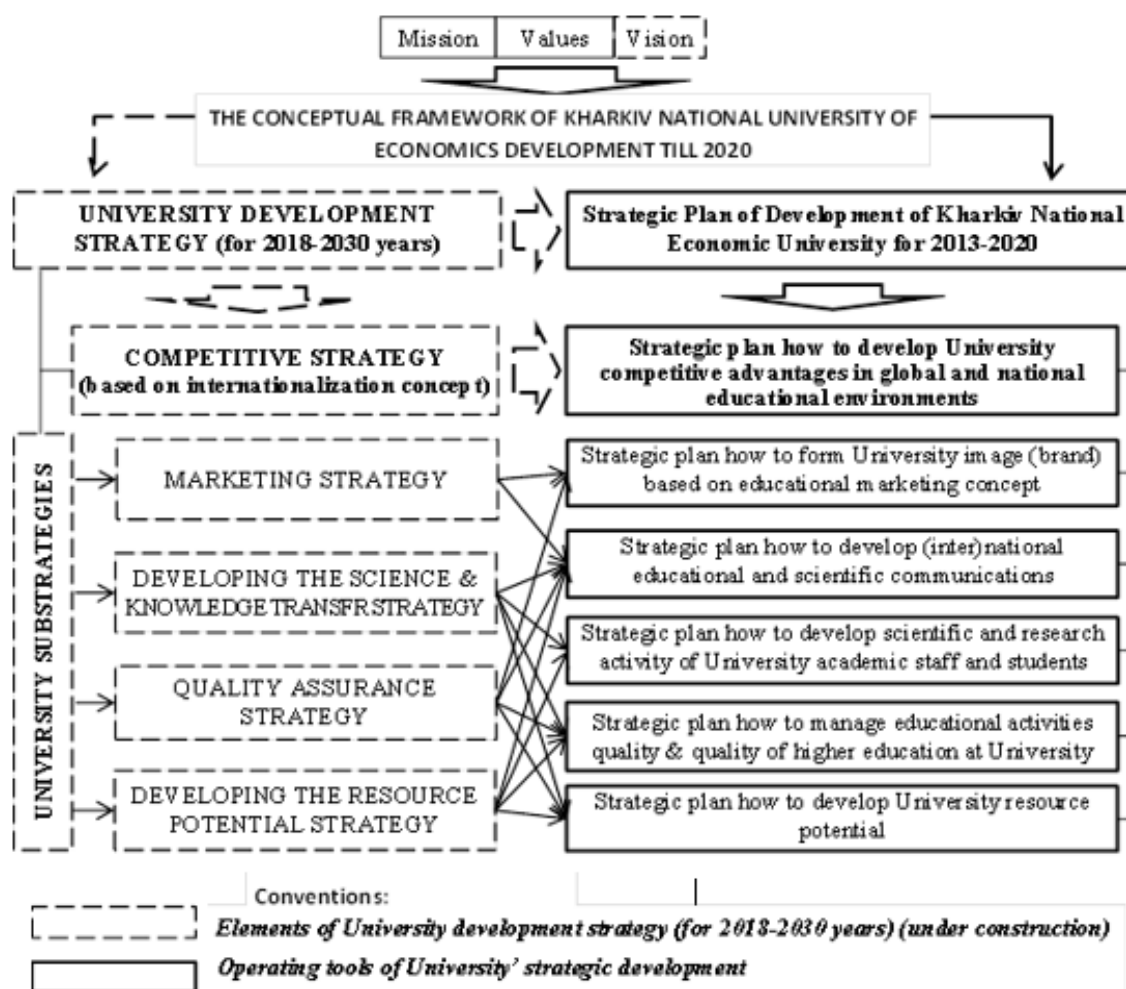 Mission Values Vision
THE CONCEPTUAL FRAMEWORK OF KHARKIV NATIONAL UNIVERSITY OF
ECONOMICS DEVELOPMENT TILL 2020
UNIVERSITY DEVELOPMENT
STRATEGY (for 2018-2030 years)
Strategic Plan of Development of Kharkiv National
Economic University for 2013-2020
COMPETITIVE STRATEGY
(based on internationalization concept)
Strategic plan how to develop University
competitive advantages in global and national
educational environments
UNIVERSITY SUBSTRATEGIES
MARKETING STRATEGY
Strategic plan how to form University image (brand)
based on educational marketing concept
DEVELOPING THE SCIENCE &
KNOWLEDGE TRANSFR STRATEGY
Strategic plan how to develop (inter)national
educational and scientific communications
Strategic plan how to develop scientific and research
activity of University academic staff and students
QUALITY ASSURANCE
STRATEGY
Strategic plan how to manage educational activities
quality & quality of higher education at University
DEVELOPING THE RESOURCE
POTENTIAL STRATEGY
Strategic plan how to develop University resource
potential
Conventions:
Elements of University development strategy (for 2018-2030 years) (under construction)
Operating tools of University' strategic development